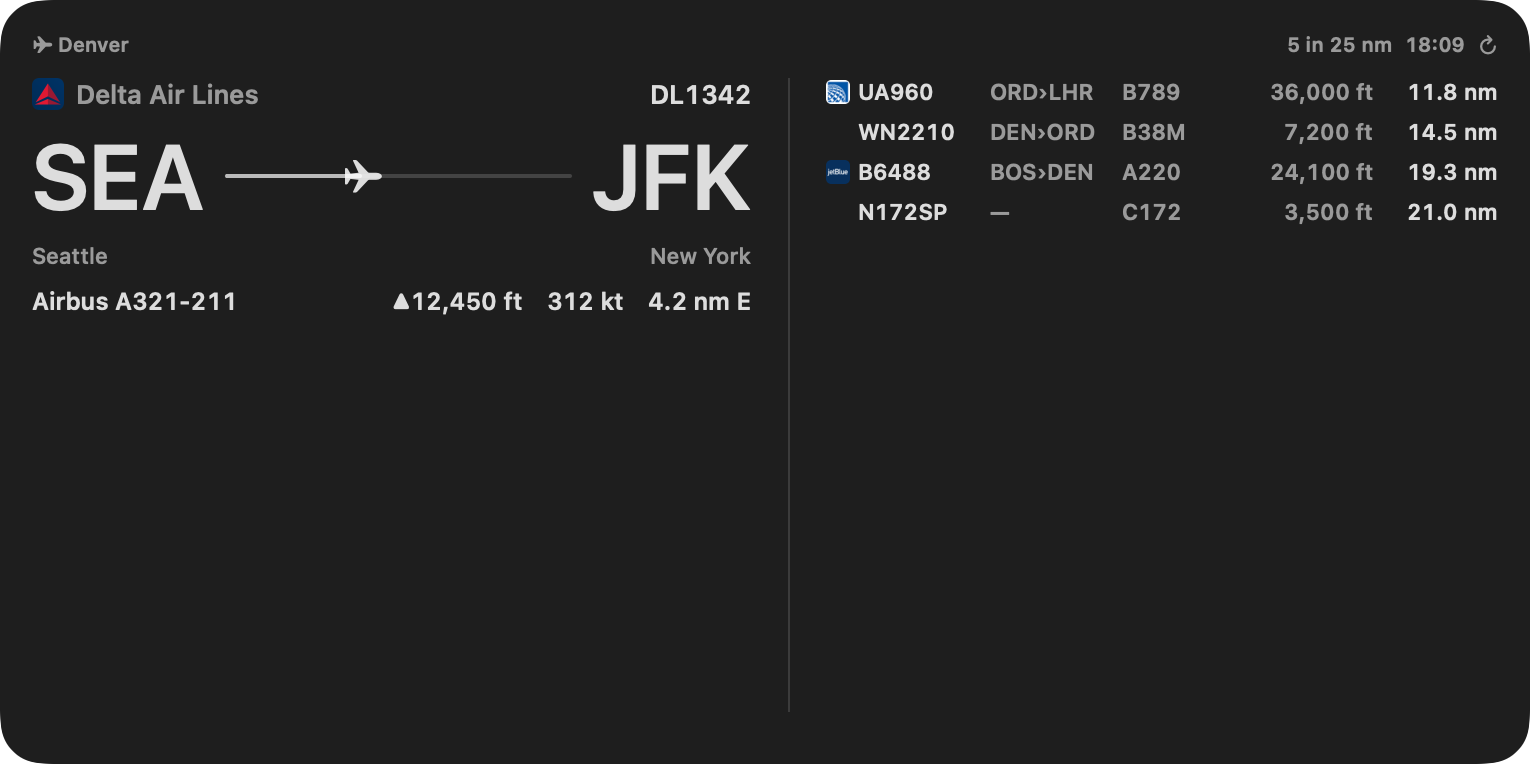 Denver
5 in 25 nm 18:09
Delta Air Lines DL1342
SEA JFK
Seattle New York
Airbus A321-211 ▲12,450 ft 312 kt 4.2 nm E
UA960 ORD›LHR B789 36,000 ft 11.8 nm
WN2210 DEN›ORD B38M 7,200 ft 14.5 nm
jetBlue B6488 BOS›DEN A220 24,100 ft 19.3 nm
N172SP — C172 3,500 ft 21.0 nm